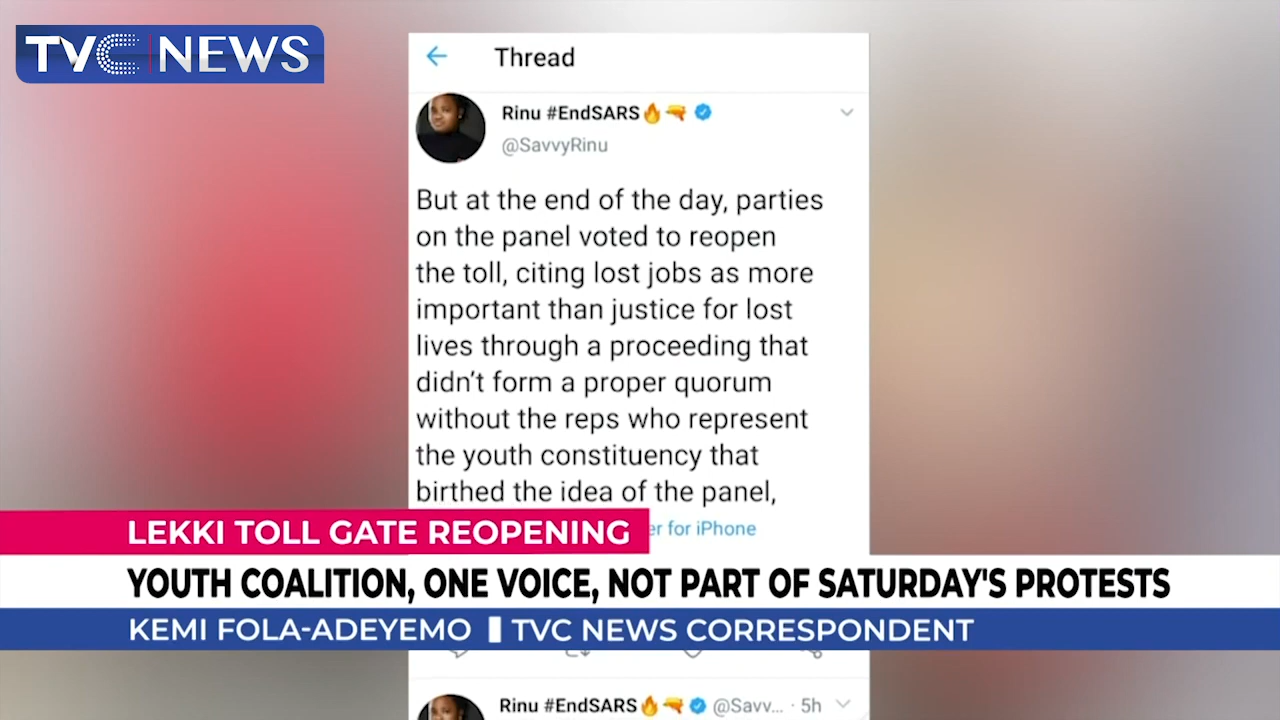 TVC NEWS
Thread
Rinu #EndSARS🔥🔫
@SavvyRinu
But at the end of the day, parties
on the panel voted to reopen
the toll, citing lost jobs as more
important than justice for lost
lives through a proceeding that
didn't form a proper quorum
without the reps who represent
the youth constituency that
birthed the idea of the panel,
for iPhone
LEKKI TOLL GATE REOPENING
YOUTH COALITION, ONE VOICE, NOT PART OF SATURDAY'S PROTESTS
KEMI FOLA-ADEYEMO TVC NEWS CORRESPONDENT
Rinu #EndSARS🔥🔫 @Savv... · 5h